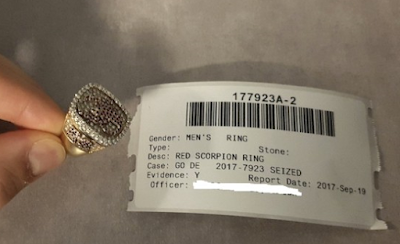 177923A-2
Gender: MEN'S RING
Type: Stone:
Desc: RED SCORPION RING
Case: GO DE 2017-7923 SEIZED
Evidence: Y Report Date: 2017-Sep-19
Officer: